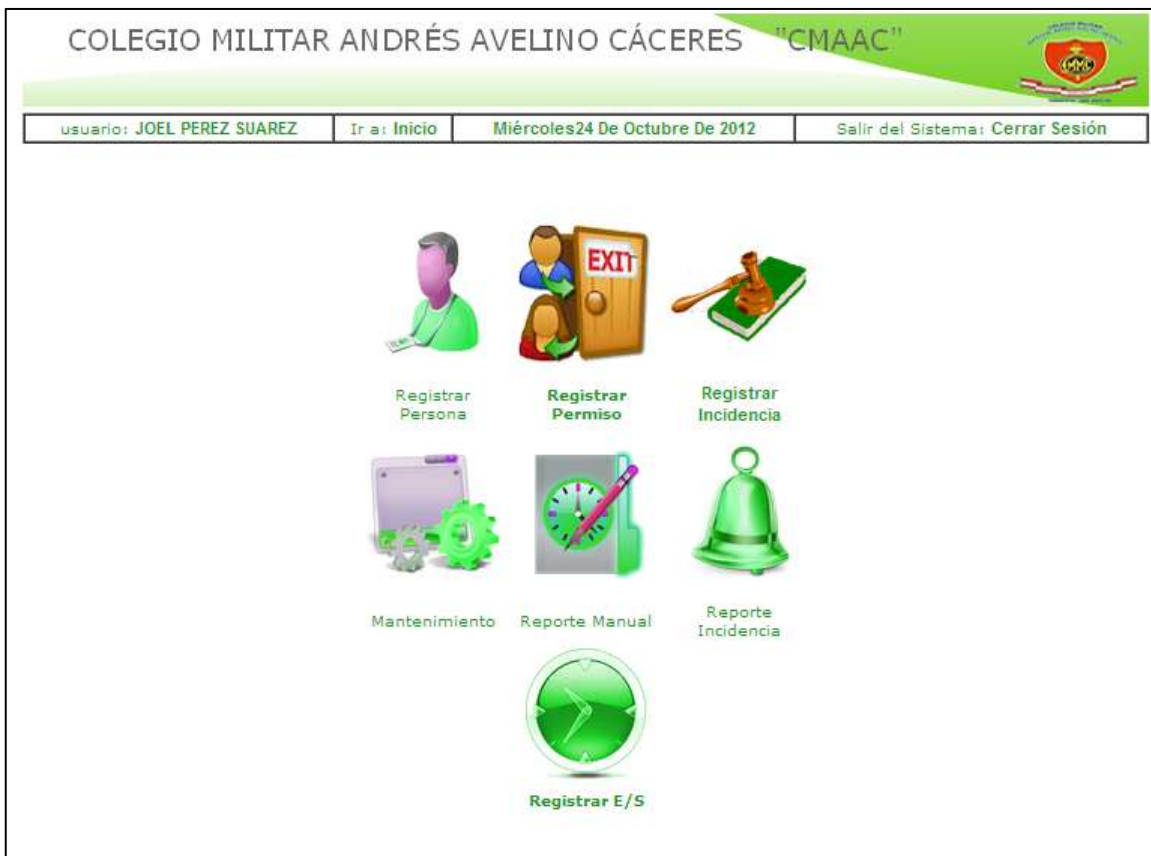 COLEGIO MILITAR ANDRÉS AVELINO CÁCERES "CMAAC"
usuario: JOEL PEREZ SUAREZ Ir a: Inicio Miércoles24 De Octubre De 2012 Salir del Sistema: Cerrar Sesión
EXIT
Registrar
Persona
Registrar
Permiso
Registrar
Incidencia
Mantenimiento
Reporte Manual
Reporte
Incidencia
Registrar E/S